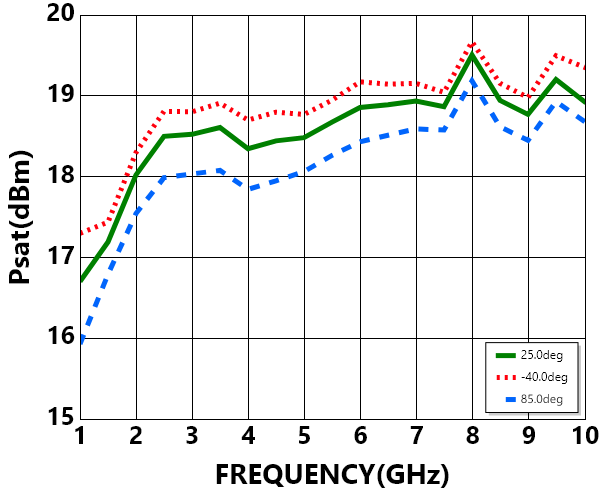 20
19
18
17
16
15
Psat(dBm)
25.0deg
-40.0deg
85.0deg
1 2 3 4 5 6 7 8 9 10
FREQUENCY(GHz)